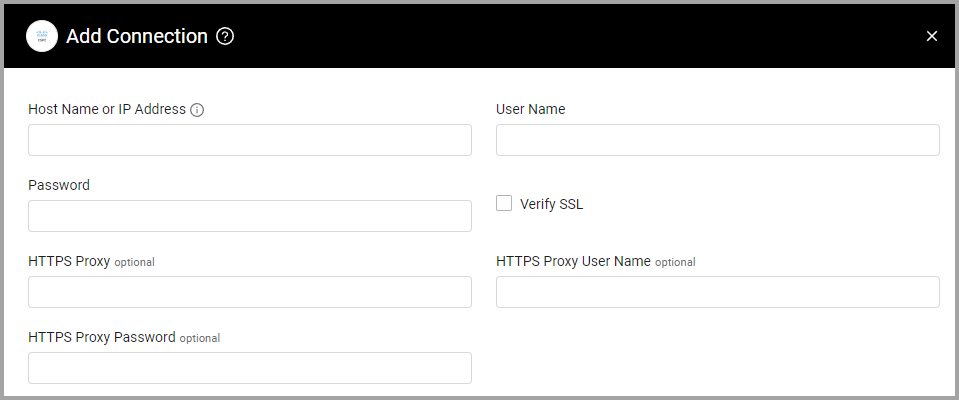 Add Connection
Host Name or IP Address
User Name
Password
Verify SSL
HTTPS Proxy optional
HTTPS Proxy User Name optional
HTTPS Proxy Password optional